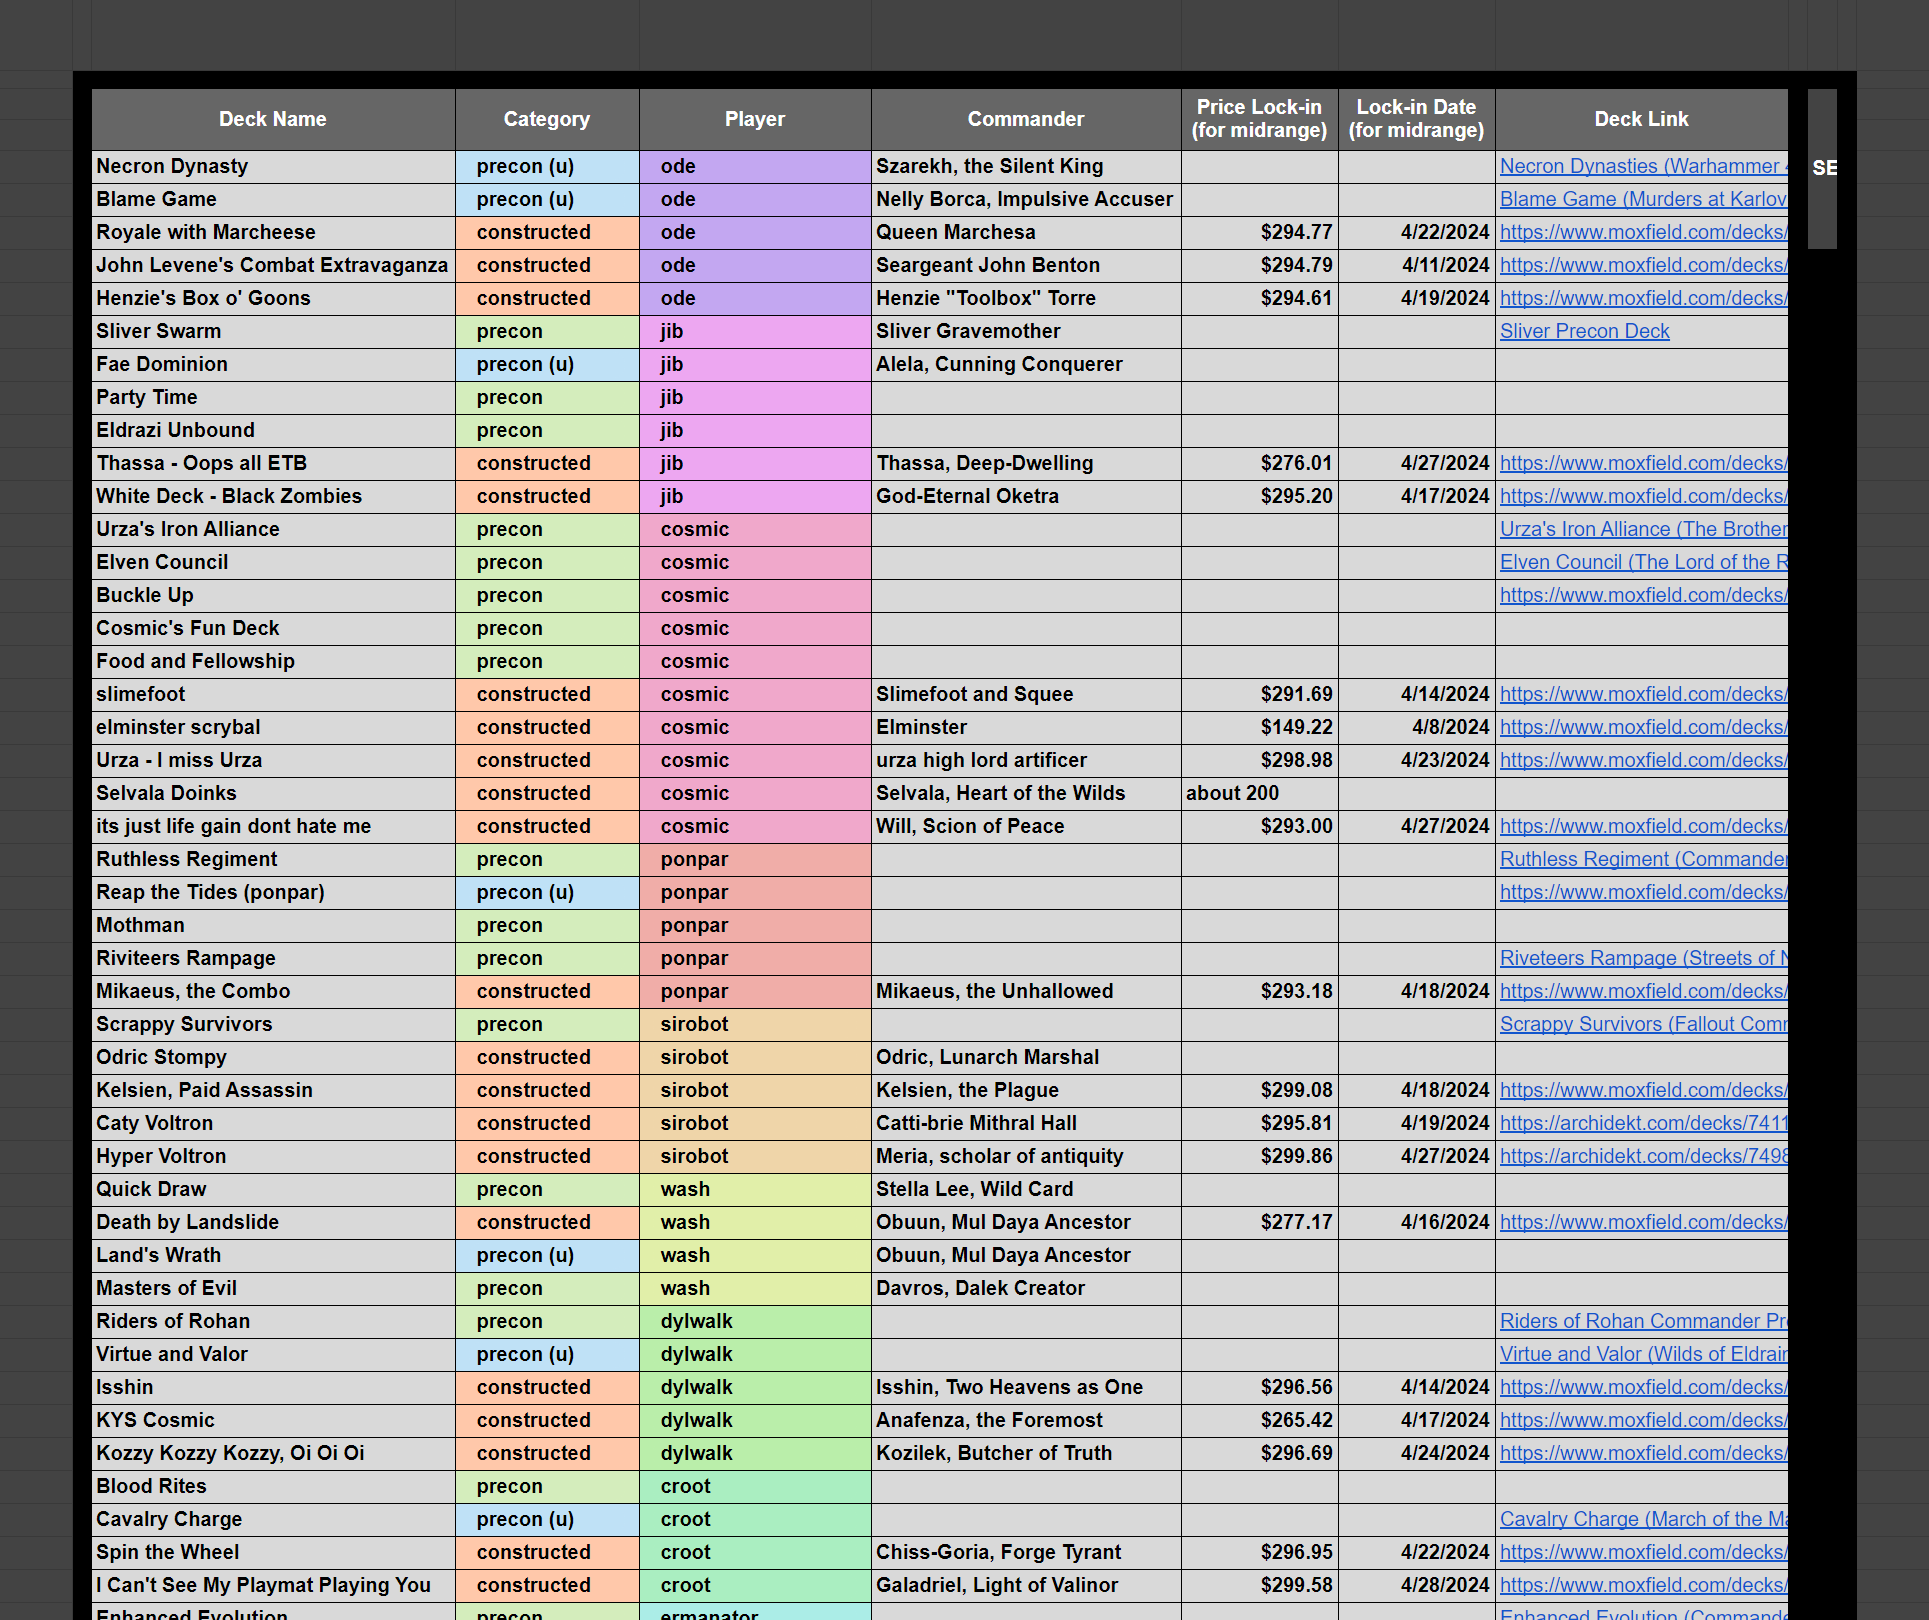 Deck Name Category Player Commander Price Lock-in (for midrange) Lock-in Date (for midrange) Deck Link
Necron Dynasty precon (u) ode Szarekh, the Silent King Necron Dynasties (Warhammer 4
SE
Blame Game precon (u) ode Nelly Borca, Impulsive Accuser Blame Game (Murders at Karlov
Royale with Marcheese constructed ode Queen Marchesa $294.77 4/22/2024 https://www.moxfield.com/decks/
John Levene's Combat Extravaganza constructed ode Seargeant John Benton $294.79 4/11/2024 https://www.moxfield.com/decks/
Henzie's Box o' Goons constructed ode Henzie "Toolbox" Torre $294.61 4/19/2024 https://www.moxfield.com/decks/
Sliver Swarm precon jib Sliver Gravemother Sliver Precon Deck
Fae Dominion precon (u) jib Alela, Cunning Conquerer
Party Time precon jib
Eldrazi Unbound precon jib
Thassa - Oops all ETB constructed jib Thassa, Deep-Dwelling $276.01 4/27/2024 https://www.moxfield.com/decks/
White Deck - Black Zombies constructed jib God-Eternal Oketra $295.20 4/17/2024 https://www.moxfield.com/decks/
Urza's Iron Alliance precon cosmic Urza's Iron Alliance (The Brother
Elven Council precon cosmic Elven Council (The Lord of the R
Buckle Up precon cosmic https://www.moxfield.com/decks/
Cosmic's Fun Deck precon cosmic
Food and Fellowship precon cosmic
slimefoot constructed cosmic Slimefoot and Squee $291.69 4/14/2024 https://www.moxfield.com/decks/
elminster scrybal constructed cosmic Elminster $149.22 4/8/2024 https://www.moxfield.com/decks/
Urza - I miss Urza constructed cosmic urza high lord artificer $298.98 4/23/2024 https://www.moxfield.com/decks/
Selvala Doinks constructed cosmic Selvala, Heart of the Wilds about 200
its just life gain dont hate me constructed cosmic Will, Scion of Peace $293.00 4/27/2024 https://www.moxfield.com/decks/
Ruthless Regiment precon ponpar Ruthless Regiment (Commander
Reap the Tides (ponpar) precon (u) ponpar https://www.moxfield.com/decks/
Mothman precon ponpar
Riviteers Rampage precon ponpar Riveteers Rampage (Streets of N
Mikaeus, the Combo constructed ponpar Mikaeus, the Unhallowed $293.18 4/18/2024 https://www.moxfield.com/decks/
Scrappy Survivors precon sirobot Scrappy Survivors (Fallout Comm
Odric Stompy constructed sirobot Odric, Lunarch Marshal
Kelsien, Paid Assassin constructed sirobot Kelsien, the Plague $299.08 4/18/2024 https://www.moxfield.com/decks/
Caty Voltron constructed sirobot Catti-brie Mithral Hall $295.81 4/19/2024 https://archidekt.com/decks/7411
Hyper Voltron constructed sirobot Meria, scholar of antiquity $299.86 4/27/2024 https://archidekt.com/decks/7498
Quick Draw precon wash Stella Lee, Wild Card
Death by Landslide constructed wash Obuun, Mul Daya Ancestor $277.17 4/16/2024 https://www.moxfield.com/decks/
Land's Wrath precon (u) wash Obuun, Mul Daya Ancestor
Masters of Evil precon wash Davros, Dalek Creator
Riders of Rohan precon dylwalk Riders of Rohan Commander Pre
Virtue and Valor precon (u) dylwalk Virtue and Valor (Wilds of Eldrain
Isshin constructed dylwalk Isshin, Two Heavens as One $296.56 4/14/2024 https://www.moxfield.com/decks/
KYS Cosmic constructed dylwalk Anafenza, the Foremost $265.42 4/17/2024 https://www.moxfield.com/decks/
Kozzy Kozzy Kozzy, Oi Oi Oi constructed dylwalk Kozilek, Butcher of Truth $296.69 4/24/2024 https://www.moxfield.com/decks/
Blood Rites precon croot
Cavalry Charge precon (u) croot Cavalry Charge (March of the Ma
Spin the Wheel constructed croot Chiss-Goria, Forge Tyrant $296.95 4/22/2024 https://www.moxfield.com/decks/
I Can't See My Playmat Playing You constructed croot Galadriel, Light of Valinor $299.58 4/28/2024 https://www.moxfield.com/decks/
Enhanced Evolution precon ermanator Enhanced Evolution (Commande